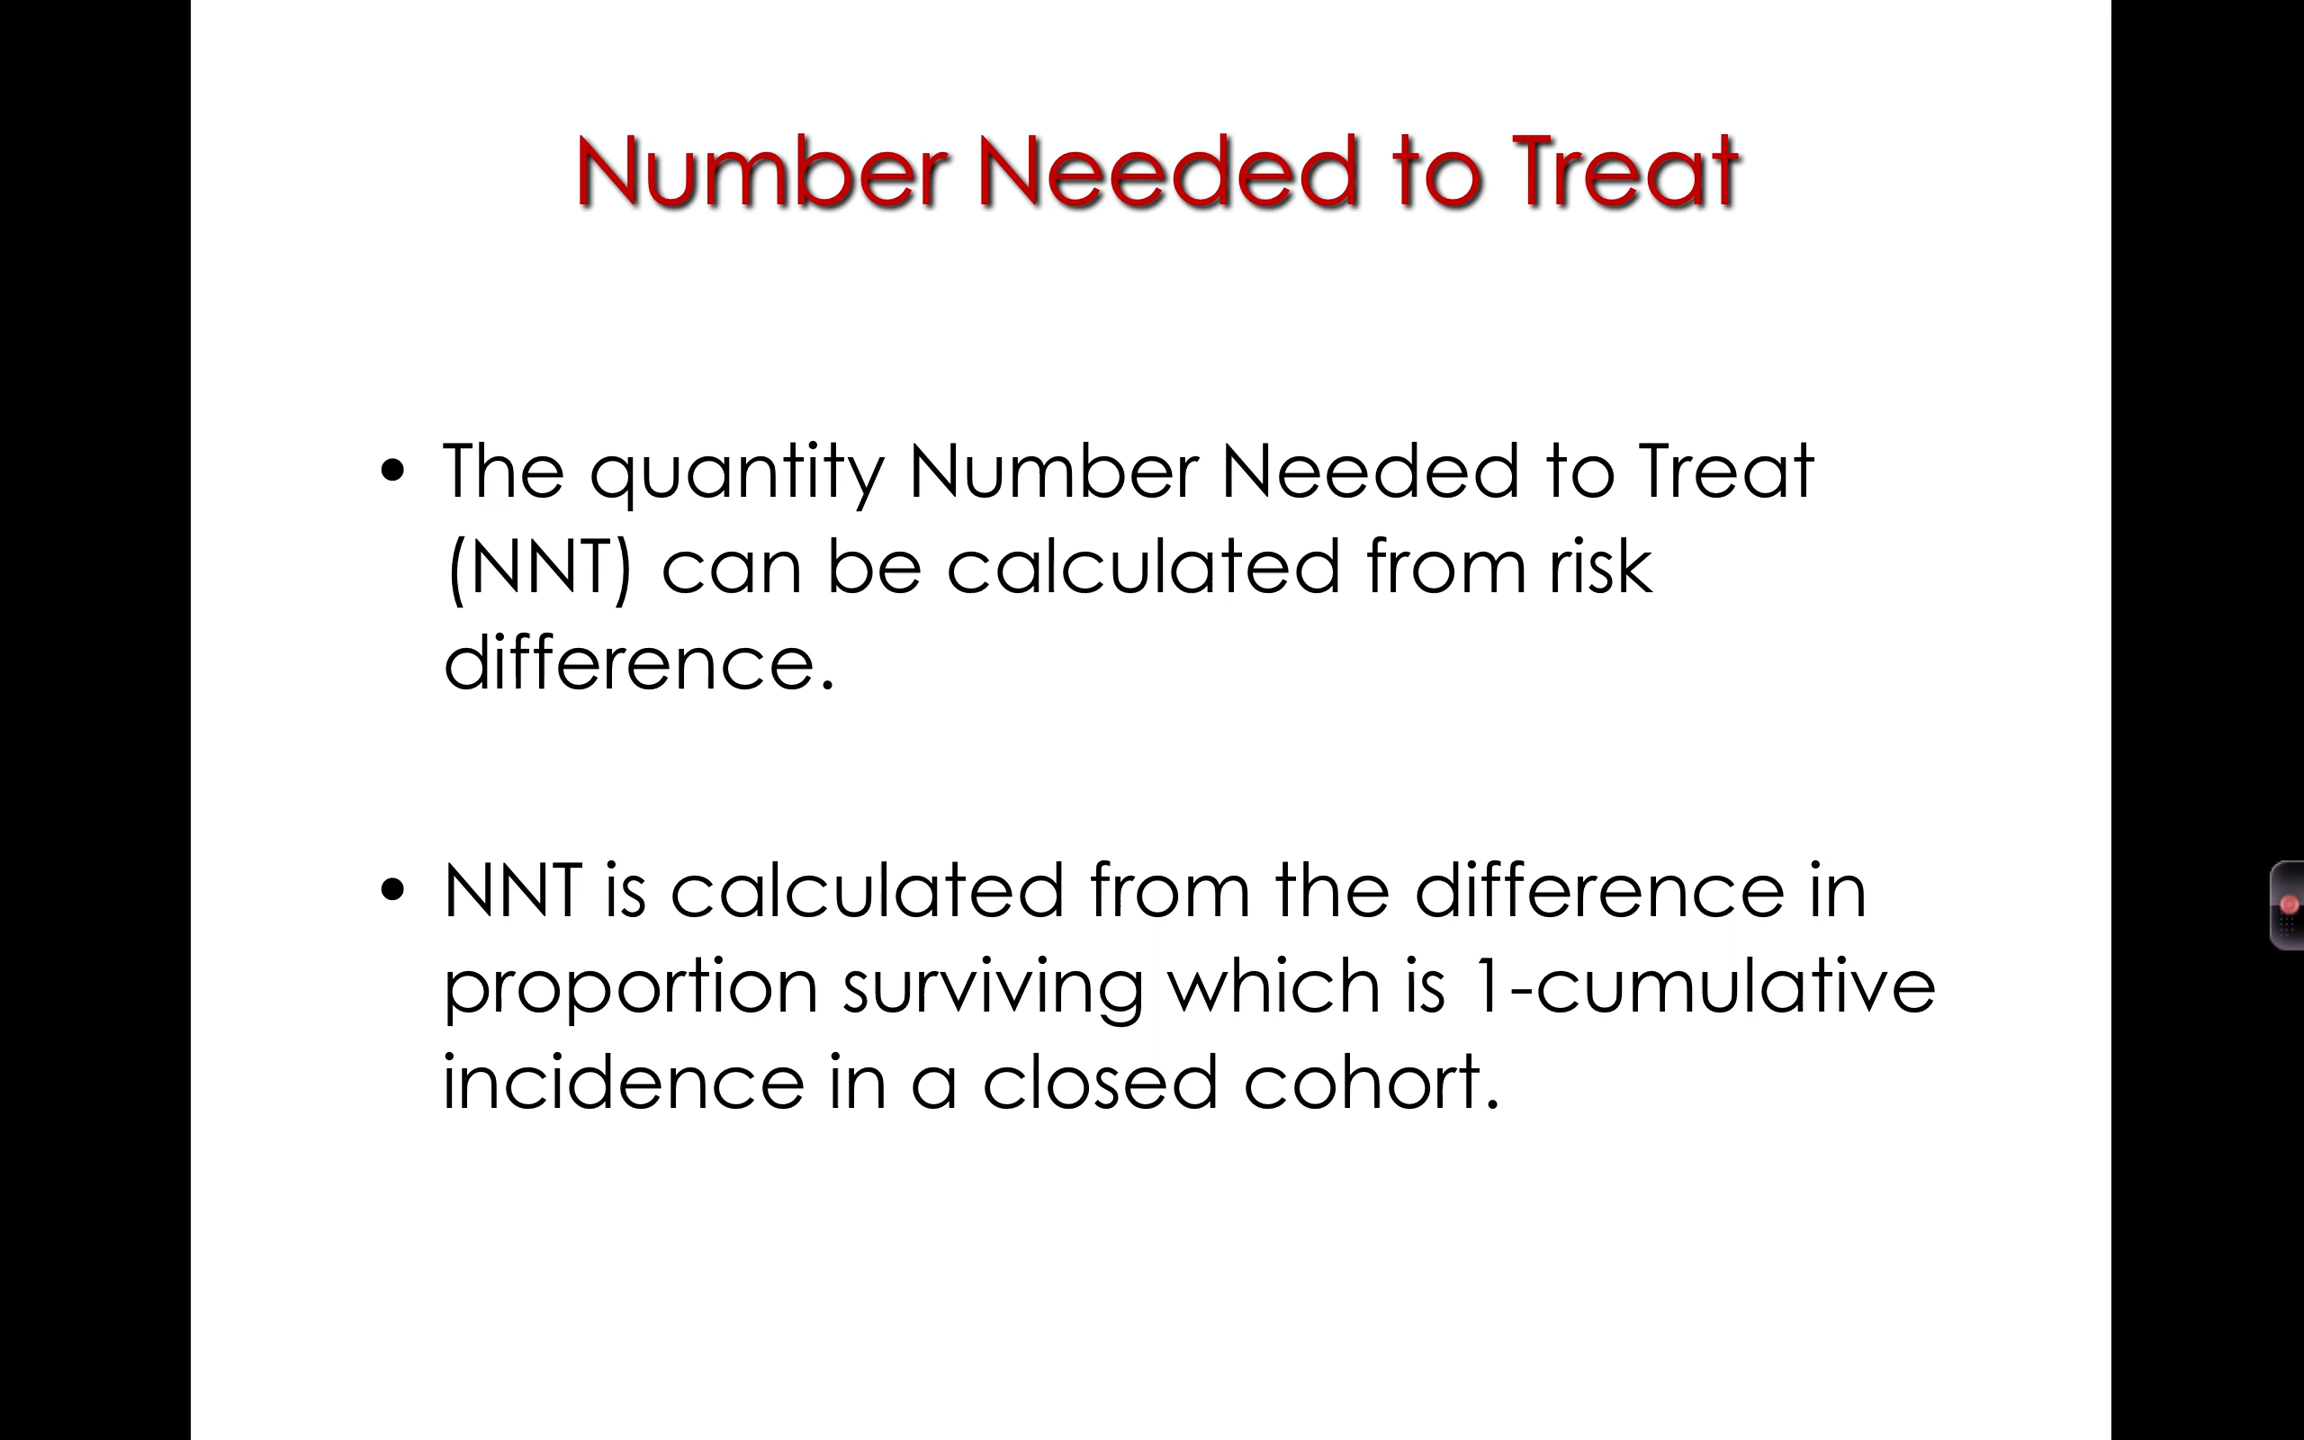 Number Needed to Treat
• The quantity Number Needed to Treat
(NNT) can be calculated from risk
difference.
• NNT is calculated from the difference in
proportion surviving which is 1-cumulative
incidence in a closed cohort.